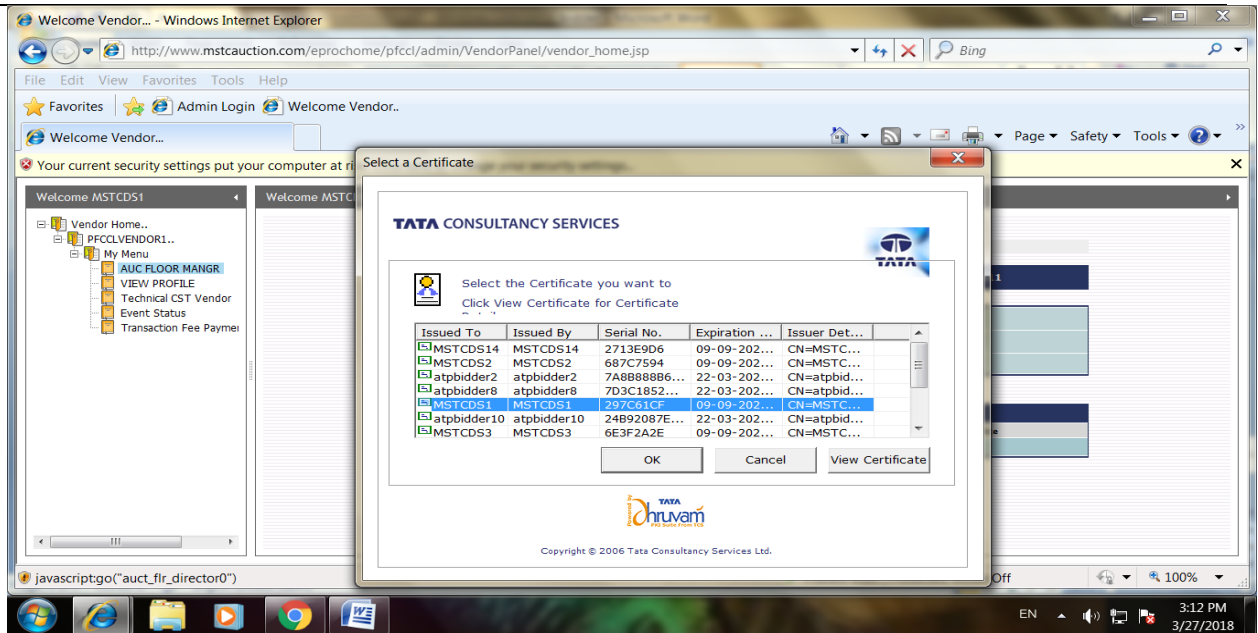 Welcome Vendor... - Windows Internet Explorer
http://www.mstcauction.com/eprochome/pfccl/admin/VendorPanel/vendor_home.jsp
Bing
File Edit View Favorites Tools Help
Favorites Admin Login Welcome Vendor..
Welcome Vendor...
Page Safety Tools
Your current security settings put your computer at ri
Select a Certificate
Welcome MSTCDS1
Welcome MSTC
Vendor Home..
PFCCLVENDOR1..
My Menu
AUC FLOOR MANGR
VIEW PROFILE
Technical CST Vendor
Event Status
Transaction Fee Paymer
TATA CONSULTANCY SERVICES
TATA
Select the Certificate you want to
Click View Certificate for Certificate
Issued To Issued By Serial No. Expiration ... Issuer Det...
MSTCDS14 MSTCDS14 2713E9D6 09-09-202... CN=MSTC...
MSTCDS2 MSTCDS2 687C7594 09-09-202... CN=MSTC...
atpbidder2 atpbidder2 7A8B888B6... 22-03-202... CN=atpbid...
atpbidder8 atpbidder8 7D3C1852... 22-03-202... CN=atpbid...
MSTCDS1 MSTCDS1 297C61CF 09-09-202... CN=MSTC...
atpbidder10 atpbidder10 24B92087E... 22-03-202... CN=atpbid...
MSTCDS3 MSTCDS3 6E3F2A2E 09-09-202... CN=MSTC...
OK Cancel View Certificate
Powered by TATA Dhruvam
PKI Suite from TCS
Copyright © 2006 Tata Consultancy Services Ltd.
1
e
javascript:go("auct_flr_director0")
Off
100%
EN
3:12 PM
3/27/2018